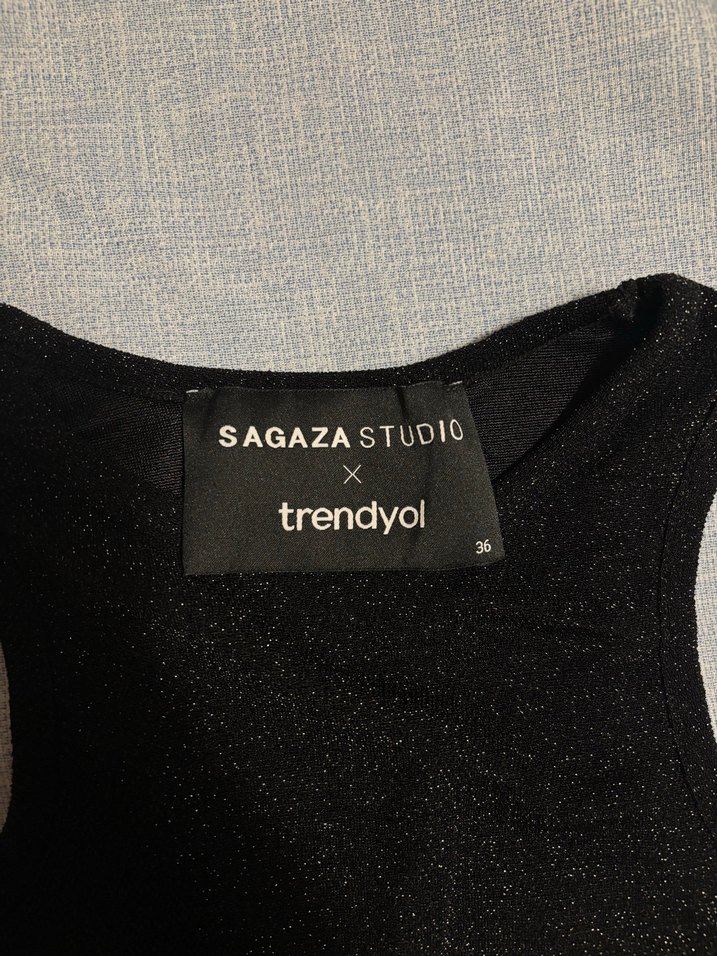 SAGAZA STUDIO
×
trendyol
36